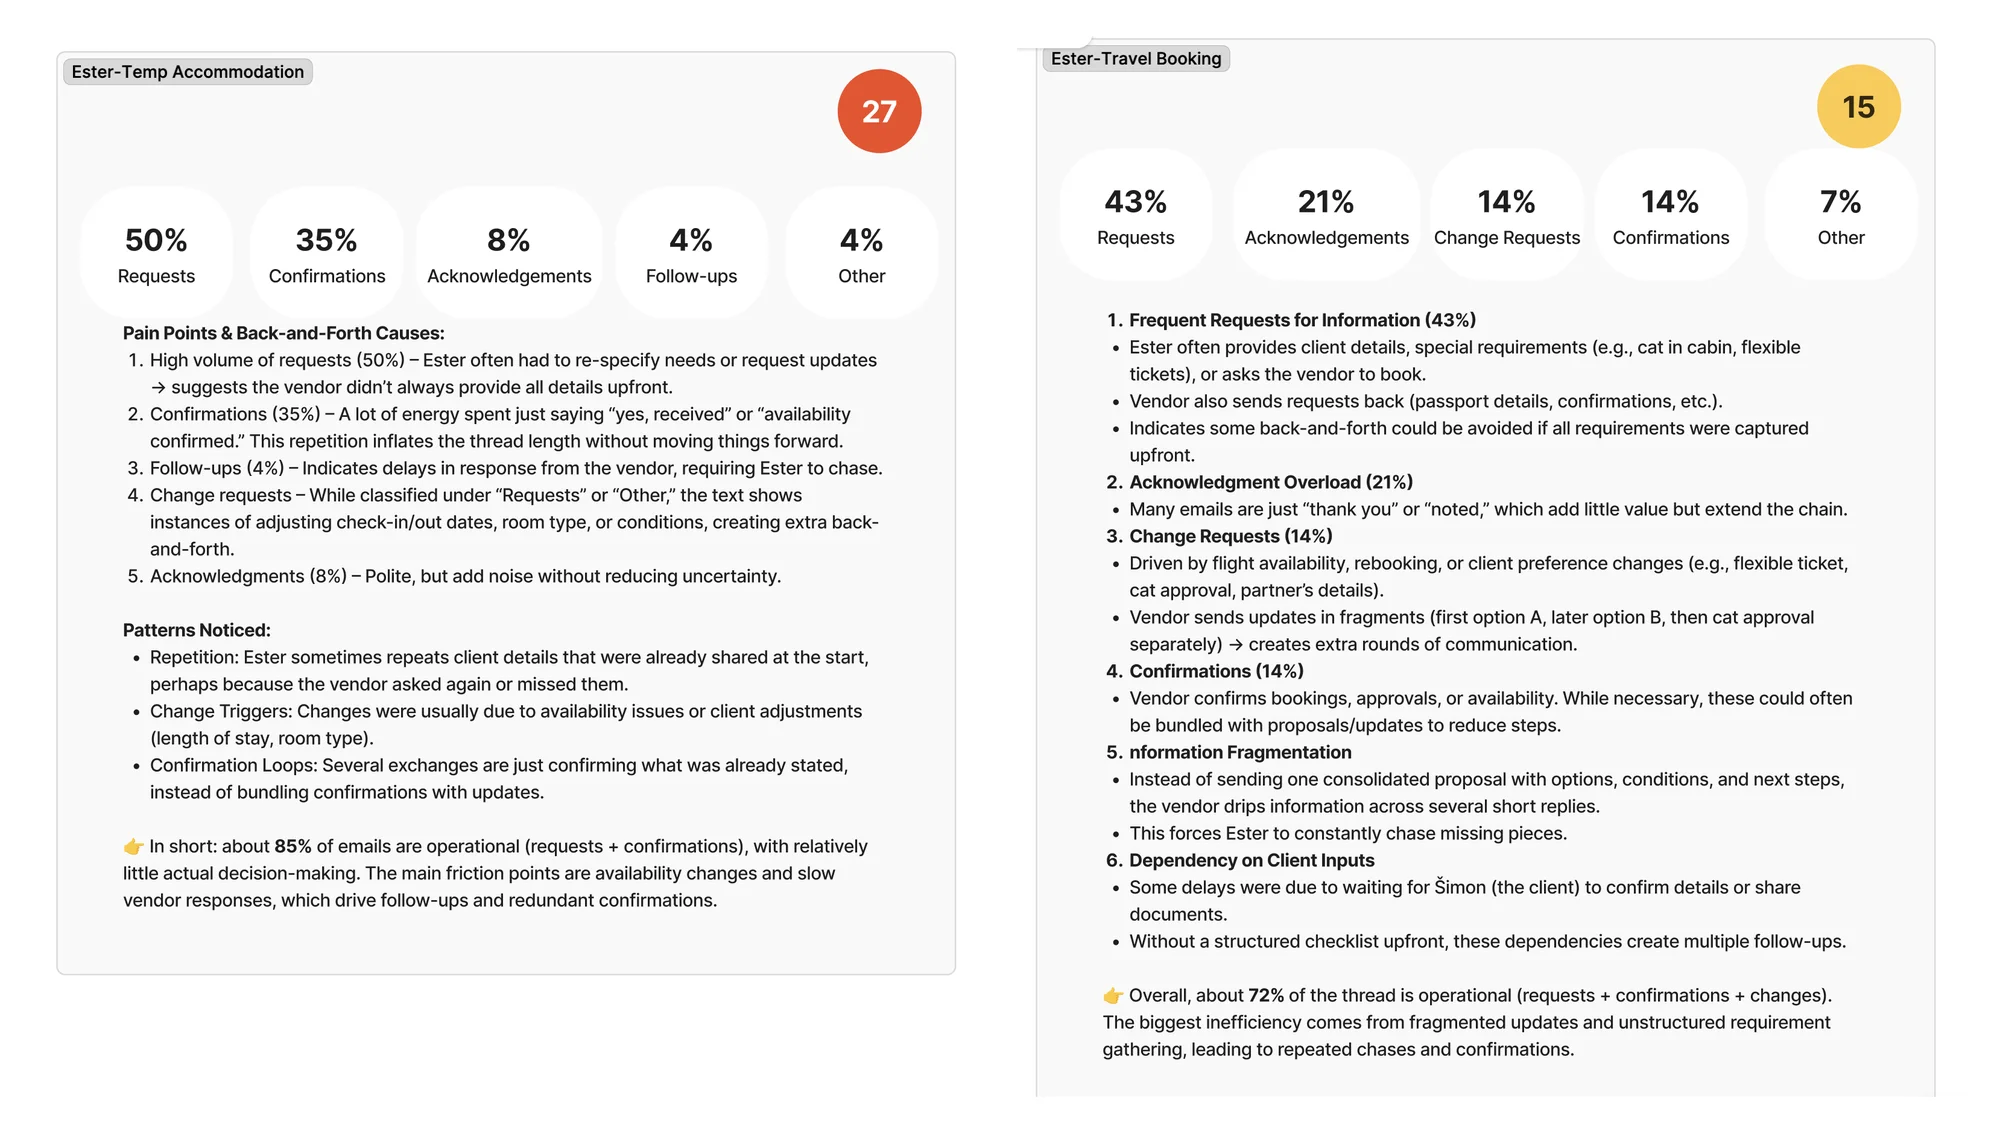 Ester-Temp Accommodation
27
50%
Requests
35%
Confirmations
8%
Acknowledgements
4%
Follow-ups
4%
Other
Pain Points & Back-and-Forth Causes:
1. High volume of requests (50%) – Ester often had to re-specify needs or request updates
→ suggests the vendor didn’t always provide all details upfront.
2. Confirmations (35%) – A lot of energy spent just saying “yes, received” or “availability
confirmed.” This repetition inflates the thread length without moving things forward.
3. Follow-ups (4%) – Indicates delays in response from the vendor, requiring Ester to chase.
4. Change requests – While classified under “Requests” or “Other,” the text shows
instances of adjusting check-in/out dates, room type, or conditions, creating extra back-
and-forth.
5. Acknowledgments (8%) – Polite, but add noise without reducing uncertainty.
Patterns Noticed:
• Repetition: Ester sometimes repeats client details that were already shared at the start,
perhaps because the vendor asked again or missed them.
• Change Triggers: Changes were usually due to availability issues or client adjustments
(length of stay, room type).
• Confirmation Loops: Several exchanges are just confirming what was already stated,
instead of bundling confirmations with updates.
👉 In short: about 85% of emails are operational (requests + confirmations), with relatively
little actual decision-making. The main friction points are availability changes and slow
vendor responses, which drive follow-ups and redundant confirmations.
Ester-Travel Booking
15
43%
Requests
21%
Acknowledgements
14%
Change Requests
14%
Confirmations
7%
Other
1. Frequent Requests for Information (43%)
• Ester often provides client details, special requirements (e.g., cat in cabin, flexible
tickets), or asks the vendor to book.
• Vendor also sends requests back (passport details, confirmations, etc.).
• Indicates some back-and-forth could be avoided if all requirements were captured
upfront.
2. Acknowledgment Overload (21%)
• Many emails are just “thank you” or “noted,” which add little value but extend the chain.
3. Change Requests (14%)
• Driven by flight availability, rebooking, or client preference changes (e.g., flexible ticket,
cat approval, partner’s details).
• Vendor sends updates in fragments (first option A, later option B, then cat approval
separately) → creates extra rounds of communication.
4. Confirmations (14%)
• Vendor confirms bookings, approvals, or availability. While necessary, these could often
be bundled with proposals/updates to reduce steps.
5. nformation Fragmentation
• Instead of sending one consolidated proposal with options, conditions, and next steps,
the vendor drips information across several short replies.
• This forces Ester to constantly chase missing pieces.
6. Dependency on Client Inputs
• Some delays were due to waiting for Šimon (the client) to confirm details or share
documents.
• Without a structured checklist upfront, these dependencies create multiple follow-ups.
👉 Overall, about 72% of the thread is operational (requests + confirmations + changes).
The biggest inefficiency comes from fragmented updates and unstructured requirement
gathering, leading to repeated chases and confirmations.